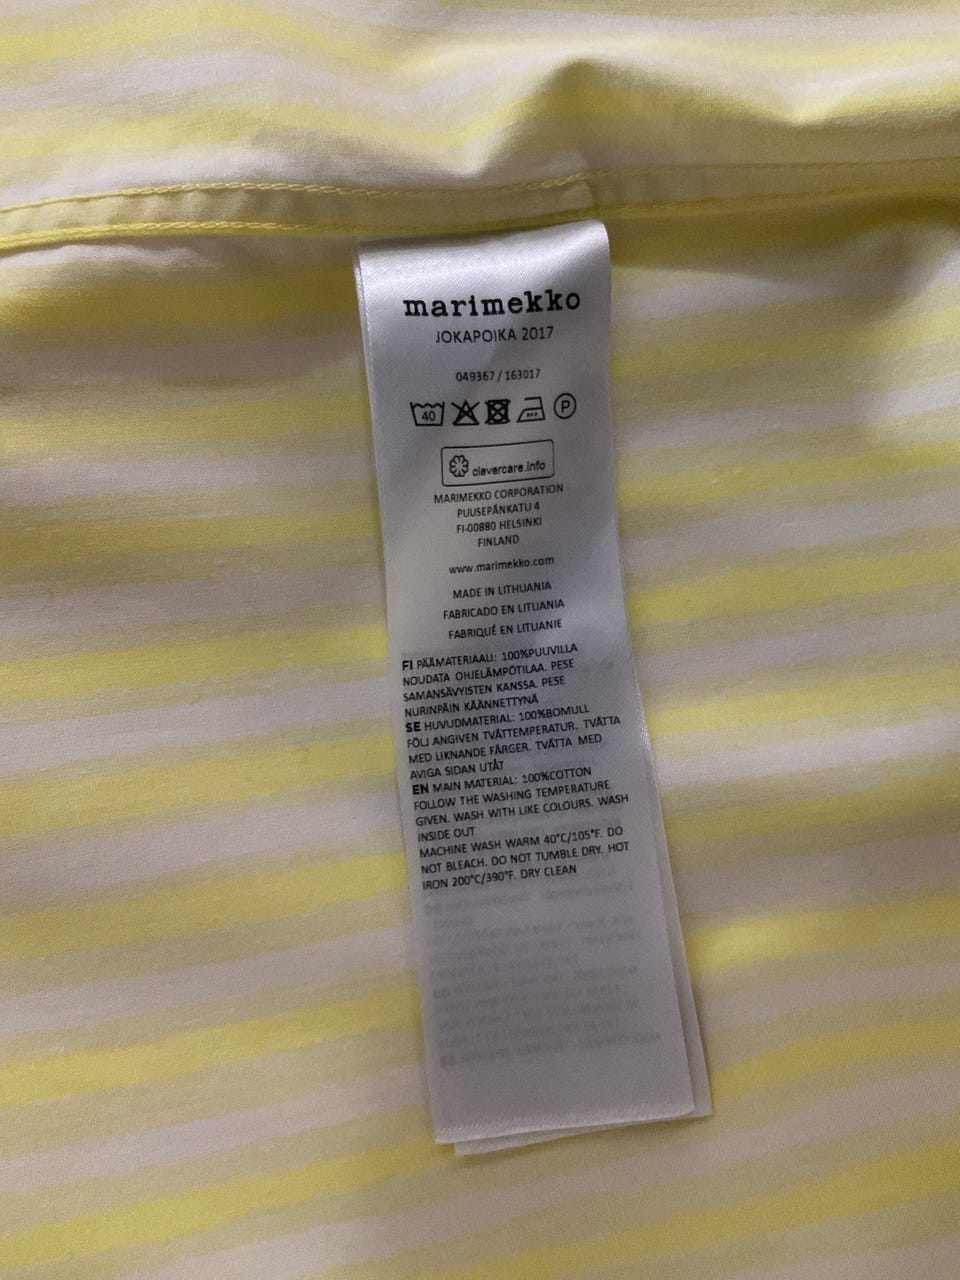 marimekko
JOKAPOIKA 2017
049367 / 163017
40 P
clevercare.info
MARIMEKKO CORPORATION
PUUSEPÄNKATU 4
FI-00880 HELSINKI
FINLAND
www.marimekko.com
MADE IN LITHUANIA
FABRICADO EN LITUANIA
FABRIQUÉ EN LITUANIE
FI PÄÄMATERIAALI: 100%PUUVILLA
NOUDATA OHJELÄMPÖTILAA. PESE
SAMANSÄVYISTEN KANSSA. PESE
NURINPÄIN KÄÄNNETTYNÄ
SE HUVUDMATERIAL: 100%BOMULL
FÖLJ ANGIVEN TVÄTTEMPERATUR. TVÄTTA
MED LIKNANDE FÄRGER. TVÄTTA MED
AVIGA SIDAN UTÅT
EN MAIN MATERIAL: 100%COTTON
FOLLOW THE WASHING TEMPERATURE
GIVEN. WASH WITH LIKE COLOURS. WASH
INSIDE OUT
MACHINE WASH WARM 40°C/105°F. DO
NOT BLEACH. DO NOT TUMBLE DRY. HOT
IRON 200°C/390°F. DRY CLEAN